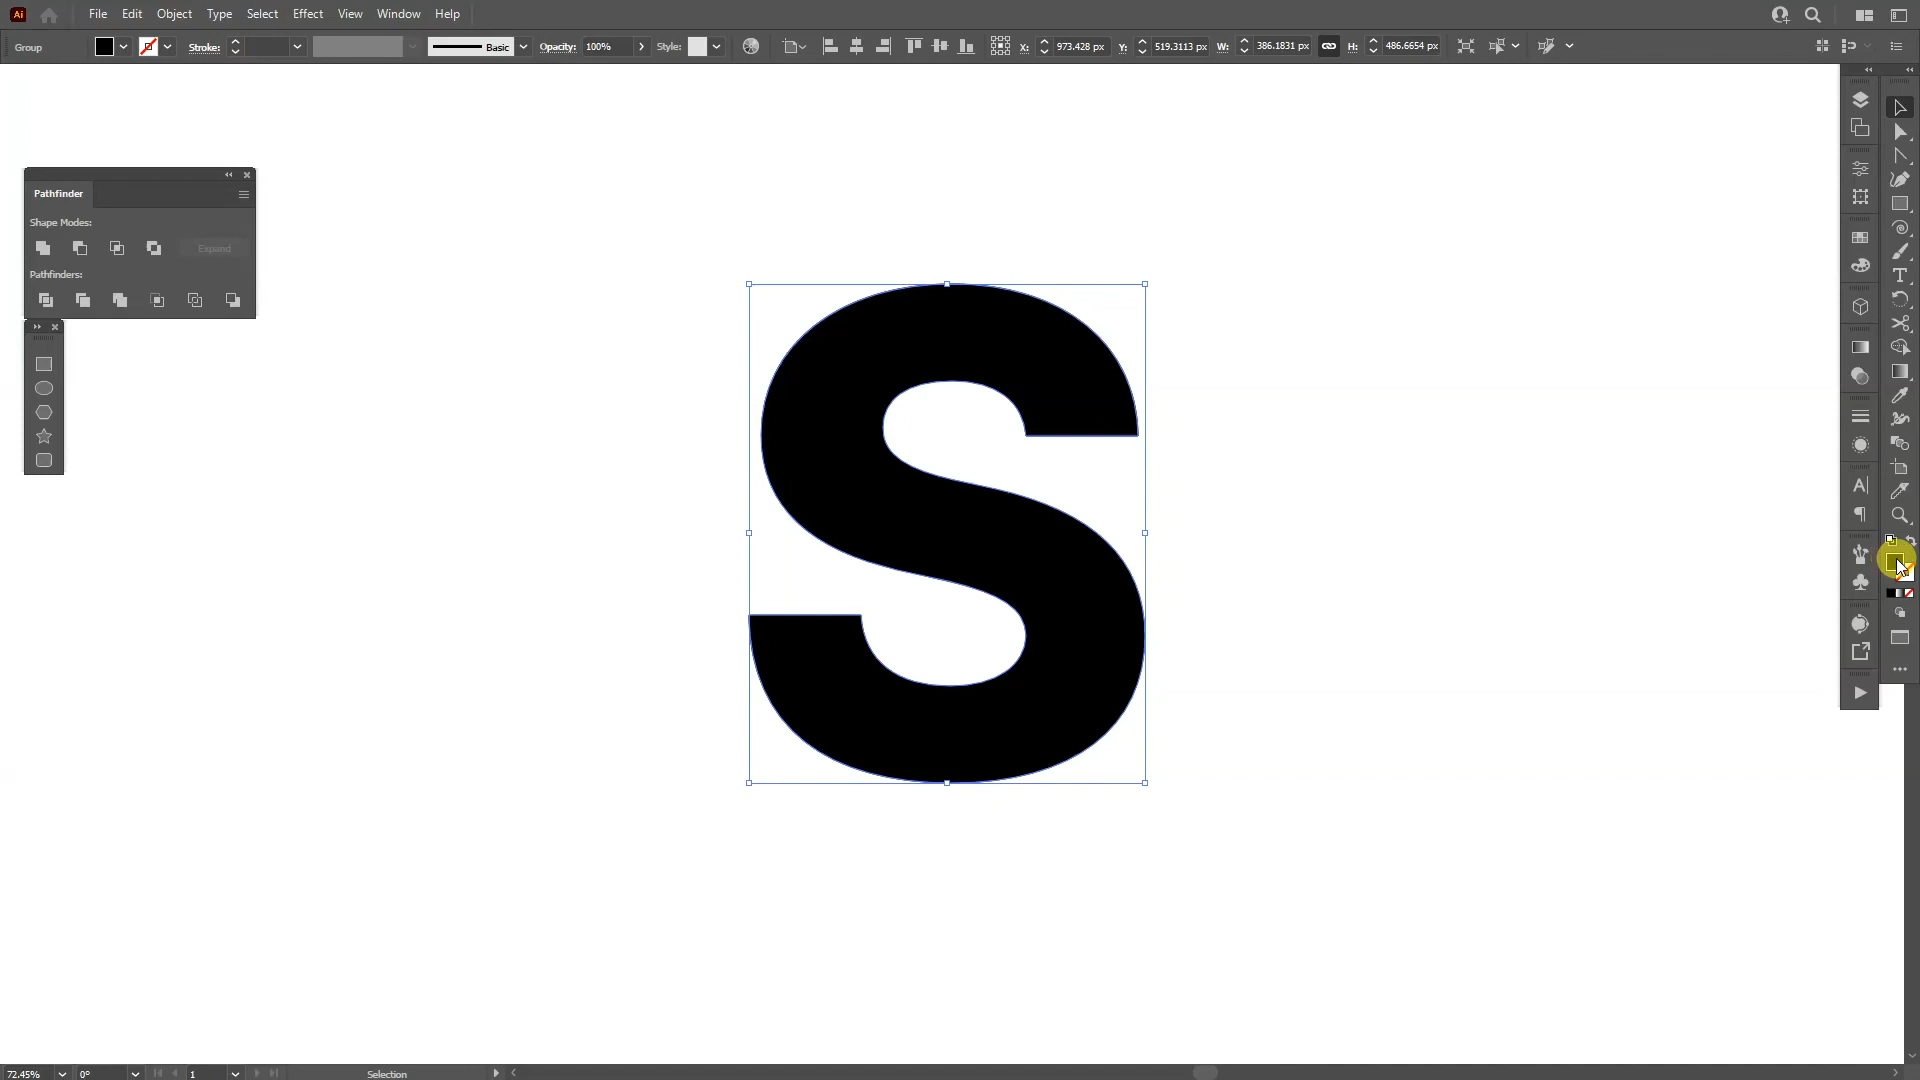 Ai File Edit Object Type Select Effect View Window Help
Group Stroke: Basic Opacity: 100% Style: X: 973.428 px Y: 519.3113 px W: 386.1831 px H: 486.6654 px
Pathfinder
Shape Modes:
Expand
Pathfinders:
S
72.45% 0° 1 Selection